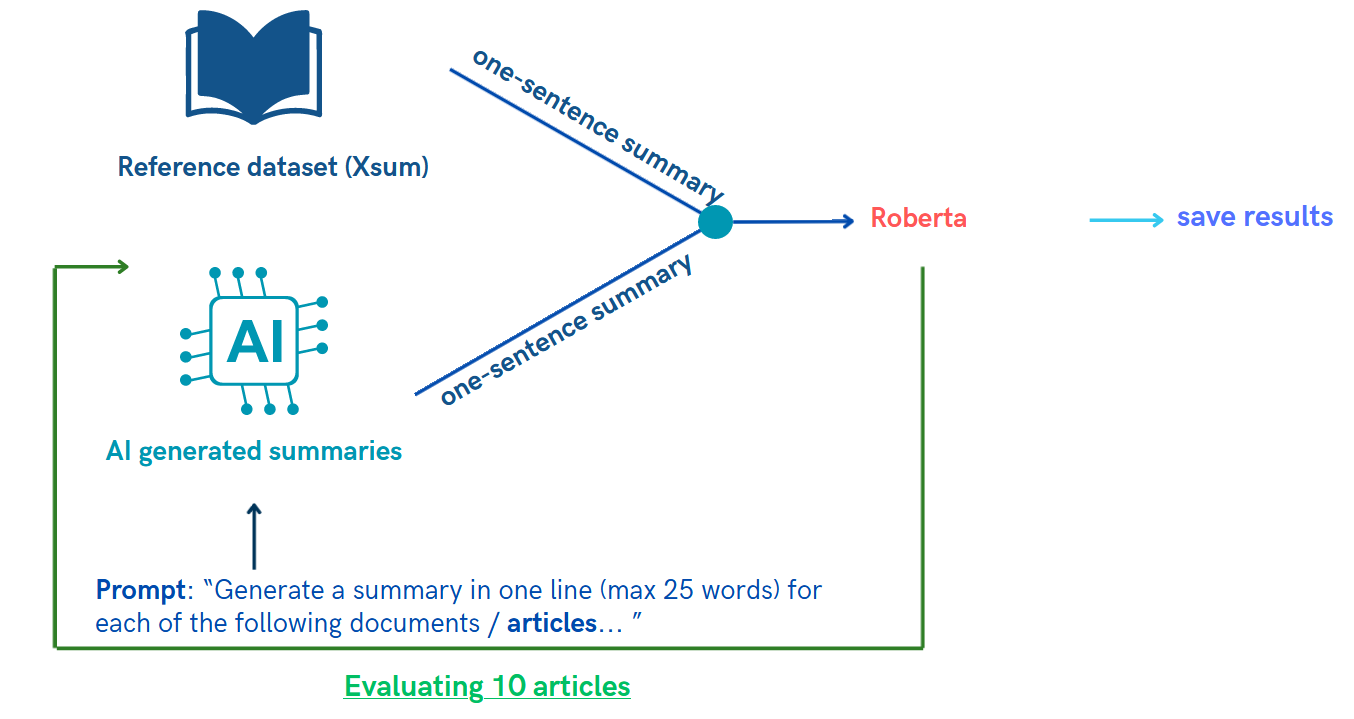 one-sentence summary
Reference dataset (Xsum)
Roberta
save results
one-sentence summary
AI
AI generated summaries
Prompt: “Generate a summary in one line (max 25 words) for
each of the following documents / articles... ”
Evaluating 10 articles